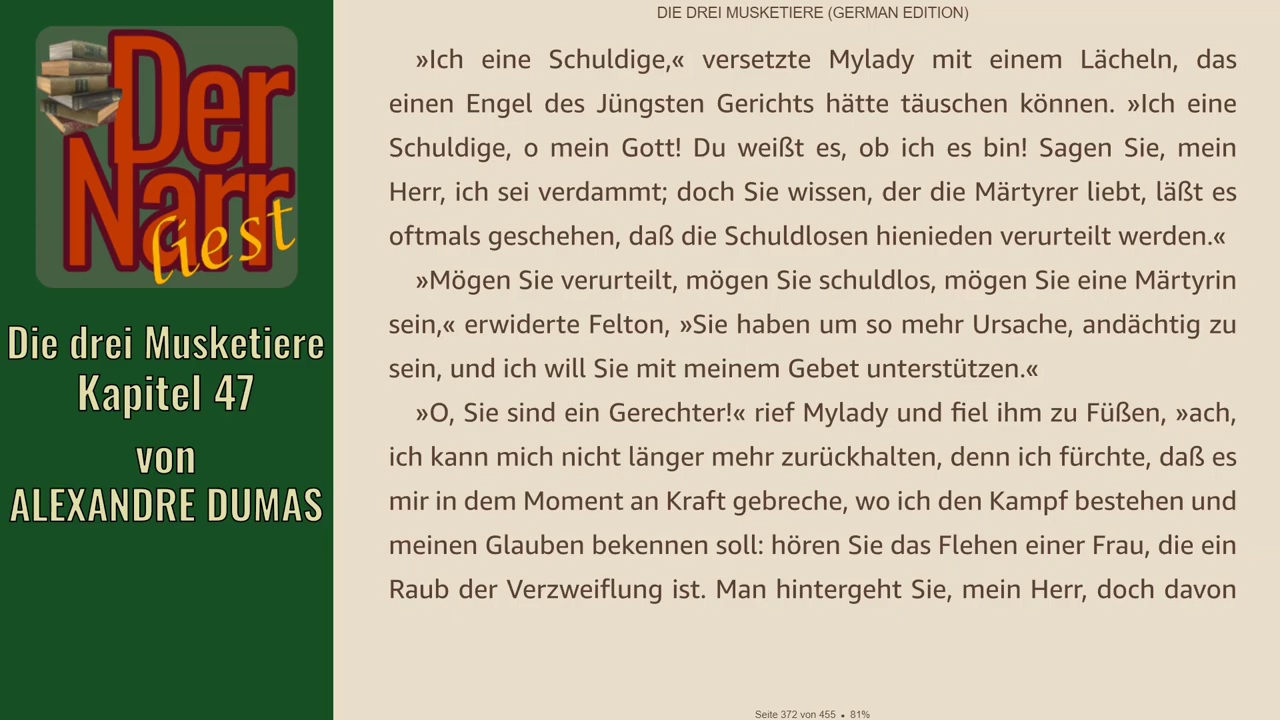 Der
Narr
liest
Die drei Musketiere
Kapitel 47
von
ALEXANDRE DUMAS
DIE DREI MUSKETIERE (GERMAN EDITION)
»Ich eine Schuldige,« versetzte Mylady mit einem Lächeln, das
einen Engel des Jüngsten Gerichts hätte täuschen können. »Ich eine
Schuldige, o mein Gott! Du weißt es, ob ich es bin! Sagen Sie, mein
Herr, ich sei verdammt; doch Sie wissen, der die Märtyrer liebt, läßt es
oftmals geschehen, daß die Schuldlosen hienieden verurteilt werden.«
»Mögen Sie verurteilt, mögen Sie schuldlos, mögen Sie eine Märtyrin
sein,« erwiderte Felton, »Sie haben um so mehr Ursache, andächtig zu
sein, und ich will Sie mit meinem Gebet unterstützen.«
»O, Sie sind ein Gerechter!« rief Mylady und fiel ihm zu Füßen, »ach,
ich kann mich nicht länger mehr zurückhalten, denn ich fürchte, daß es
mir in dem Moment an Kraft gebreche, wo ich den Kampf bestehen und
meinen Glauben bekennen soll: hören Sie das Flehen einer Frau, die ein
Raub der Verzweiflung ist. Man hintergeht Sie, mein Herr, doch davon
Seite 372 von 455 • 81%